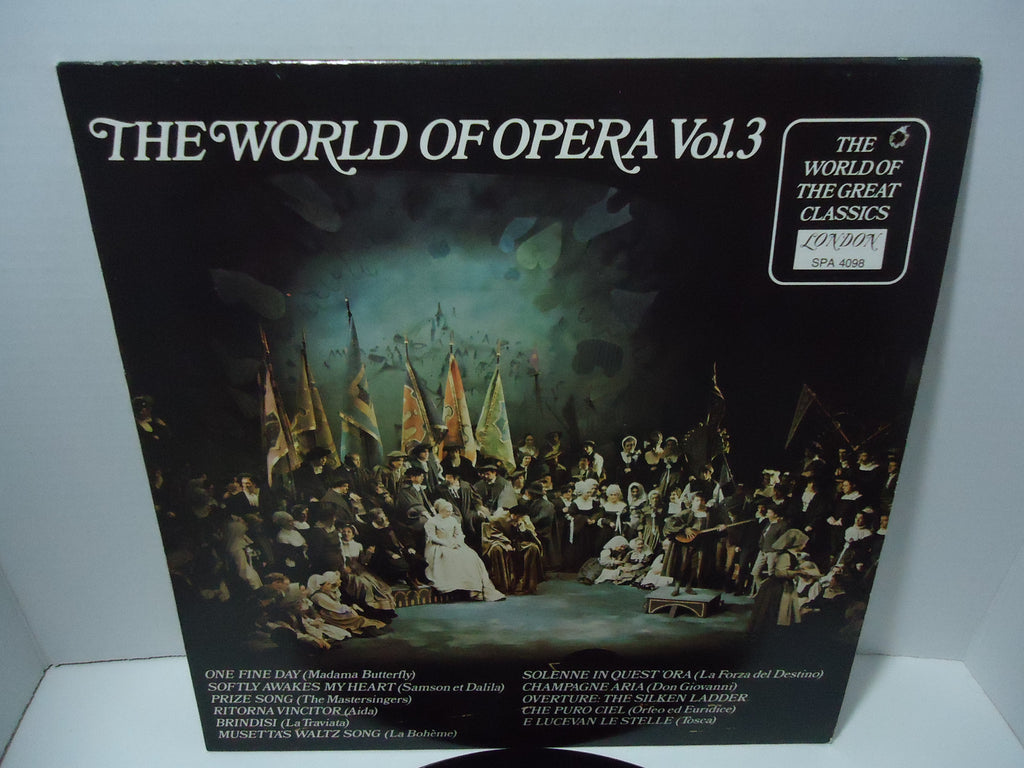 THE WORLD OF OPERA Vol.3
THE
WORLD OF
THE GREAT
CLASSICS
LONDON
SPA 4098
ONE FINE DAY (Madama Butterfly)
SOFTLY AWAKES MY HEART (Samson et Dalila)
PRIZE SONG (The Mastersingers)
RITORNA VINCITOR (Aida)
BRINDISI (La Traviata)
MUSETTA'S WALTZ SONG (La Bohème)
SOLENNE IN QUEST'ORA (La Forza del Destino)
CHAMPAGNE ARIA (Don Giovanni)
OVERTURE: THE SILKEN LADDER
CHE PURO CIEL (Orfeo ed Euridice)
E LUCEVAN LE STELLE (Tosca)